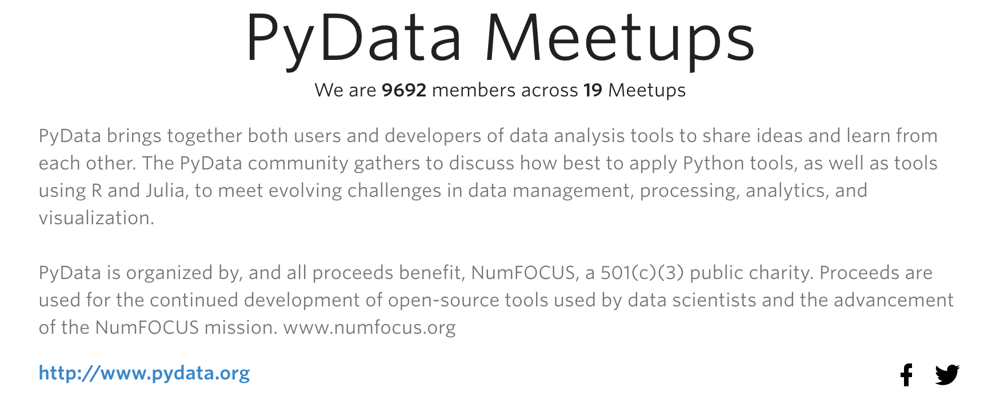 PyData Meetups
We are 9692 members across 19 Meetups
PyData brings together both users and developers of data analysis tools to share ideas and learn from
each other. The PyData community gathers to discuss how best to apply Python tools, as well as tools
using R and Julia, to meet evolving challenges in data management, processing, analytics, and
visualization.
PyData is organized by, and all proceeds benefit, NumFOCUS, a 501(c)(3) public charity. Proceeds are
used for the continued development of open-source tools used by data scientists and the advancement
of the NumFOCUS mission. www.numfocus.org
http://www.pydata.org